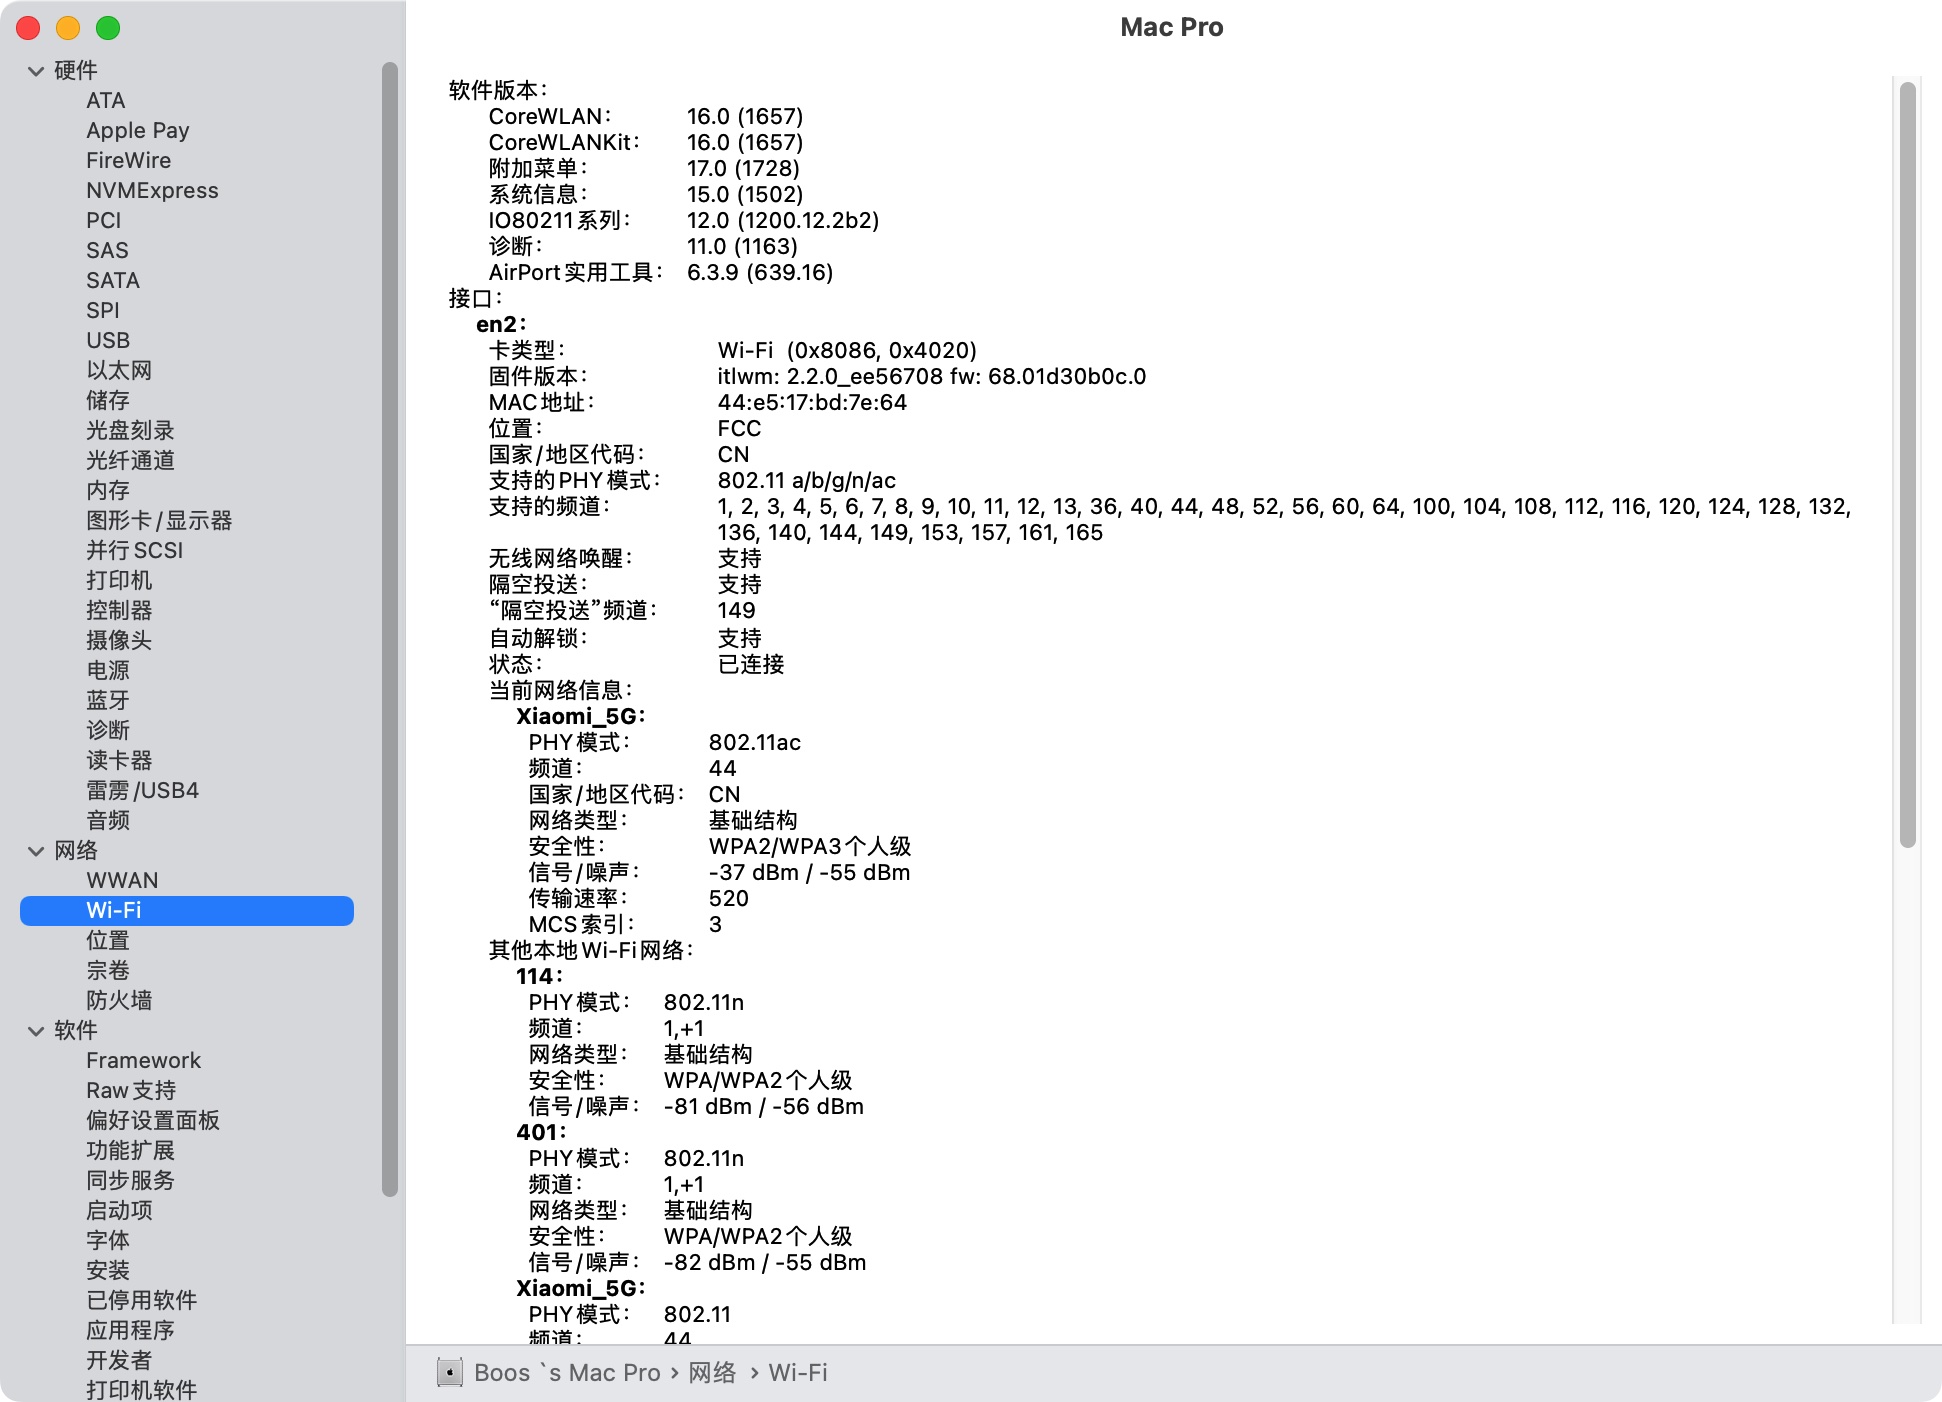 Mac Pro
硬件
ATA
Apple Pay
FireWire
NVMExpress
PCI
SAS
SATA
SPI
USB
以太网
储存
光盘刻录
光纤通道
内存
图形卡/显示器
并行SCSI
打印机
控制器
摄像头
电源
蓝牙
诊断
读卡器
雷雳/USB4
音频
网络
WWAN
Wi-Fi
位置
宗卷
防火墙
软件
Framework
Raw支持
偏好设置面板
功能扩展
同步服务
启动项
字体
安装
已停用软件
应用程序
开发者
打印机软件
软件版本：
CoreWLAN： 16.0 (1657)
CoreWLANKit： 16.0 (1657)
附加菜单： 17.0 (1728)
系统信息： 15.0 (1502)
IO80211系列： 12.0 (1200.12.2b2)
诊断： 11.0 (1163)
AirPort实用工具： 6.3.9 (639.16)
接口：
en2：
卡类型： Wi-Fi (0x8086, 0x4020)
固件版本： itlwm: 2.2.0_ee56708 fw: 68.01d30b0c.0
MAC地址： 44:e5:17:bd:7e:64
位置： FCC
国家/地区代码： CN
支持的PHY模式： 802.11 a/b/g/n/ac
支持的频道： 1, 2, 3, 4, 5, 6, 7, 8, 9, 10, 11, 12, 13, 36, 40, 44, 48, 52, 56, 60, 64, 100, 104, 108, 112, 116, 120, 124, 128, 132,
136, 140, 144, 149, 153, 157, 161, 165
无线网络唤醒： 支持
隔空投送： 支持
“隔空投送”频道： 149
自动解锁： 支持
状态： 已连接
当前网络信息：
Xiaomi_5G：
PHY模式： 802.11ac
频道： 44
国家/地区代码： CN
网络类型： 基础结构
安全性： WPA2/WPA3个人级
信号/噪声： -37 dBm / -55 dBm
传输速率： 520
MCS索引： 3
其他本地Wi-Fi网络：
114：
PHY模式： 802.11n
频道： 1,+1
网络类型： 基础结构
安全性： WPA/WPA2个人级
信号/噪声： -81 dBm / -56 dBm
401：
PHY模式： 802.11n
频道： 1,+1
网络类型： 基础结构
安全性： WPA/WPA2个人级
信号/噪声： -82 dBm / -55 dBm
Xiaomi_5G：
PHY模式： 802.11
频道： 44
Boos `s Mac Pro › 网络 › Wi-Fi